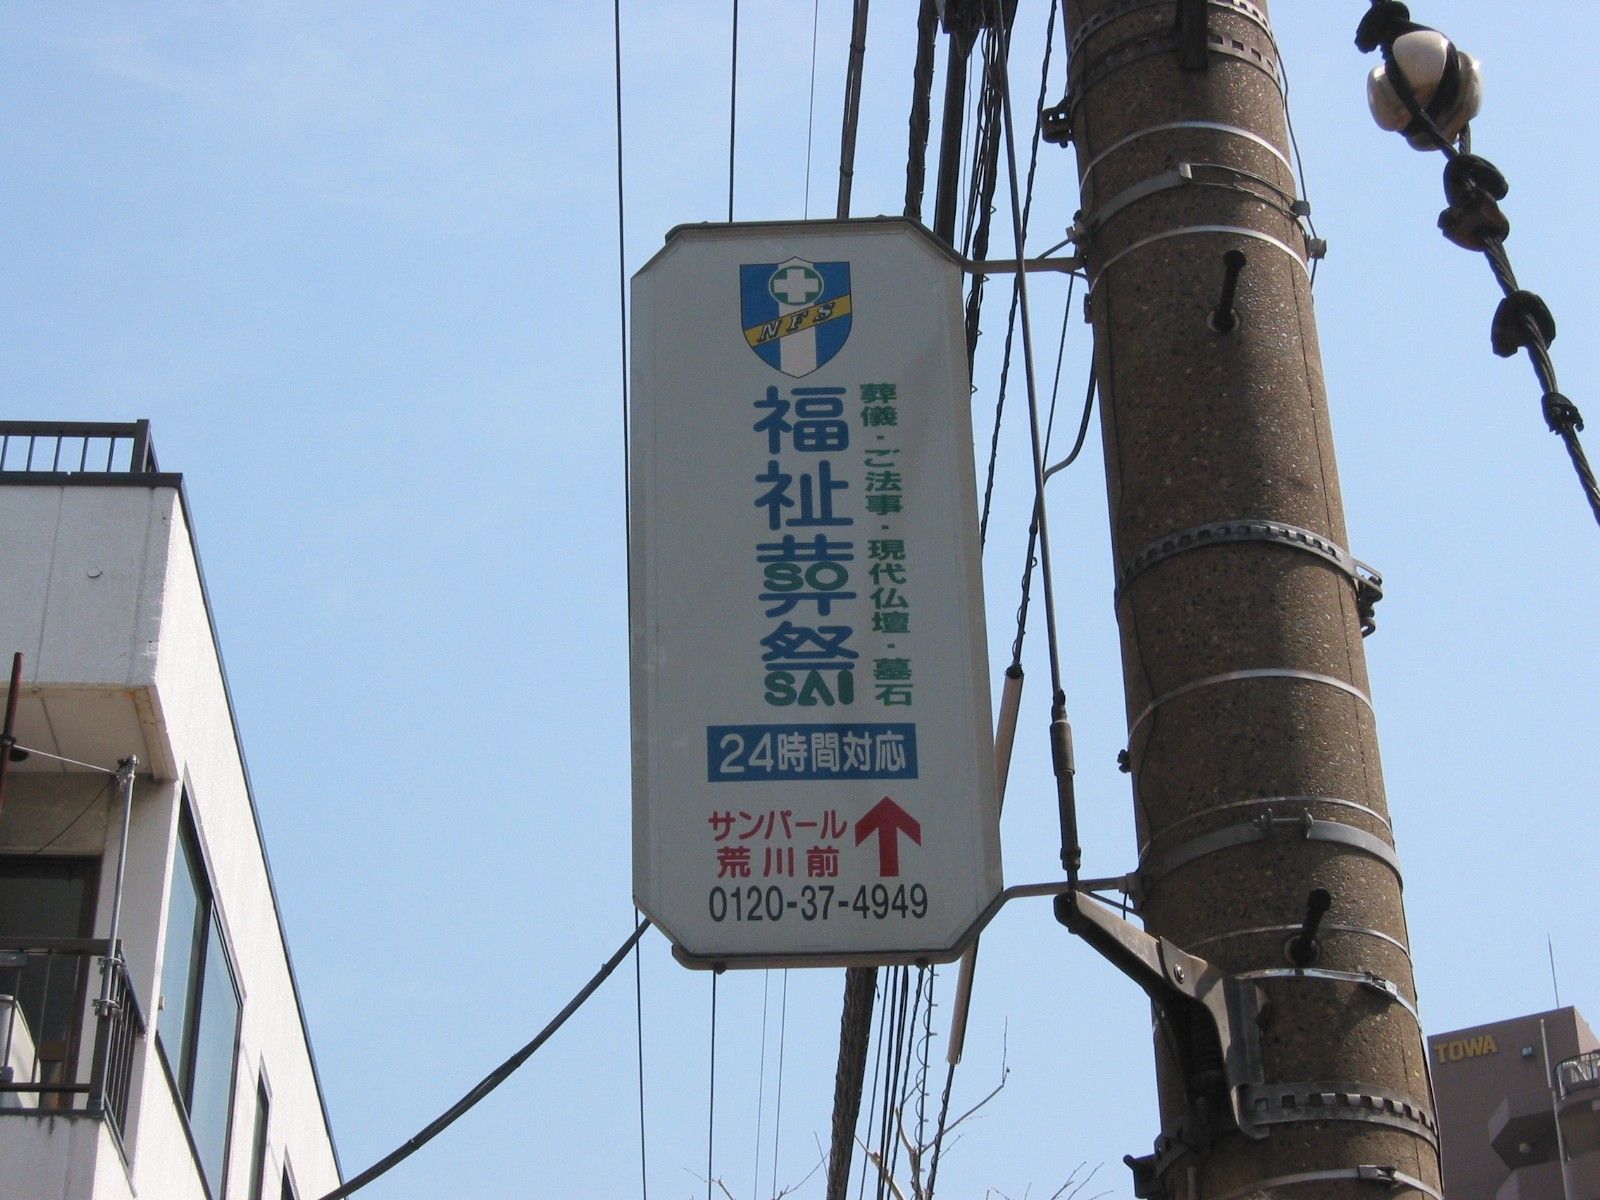 NFS
葬儀・ご法事・現代仏壇・墓石
福祉葬祭
SO
SAI
24時間対応
サンパール
荒川前
0120-37-4949
TOWA